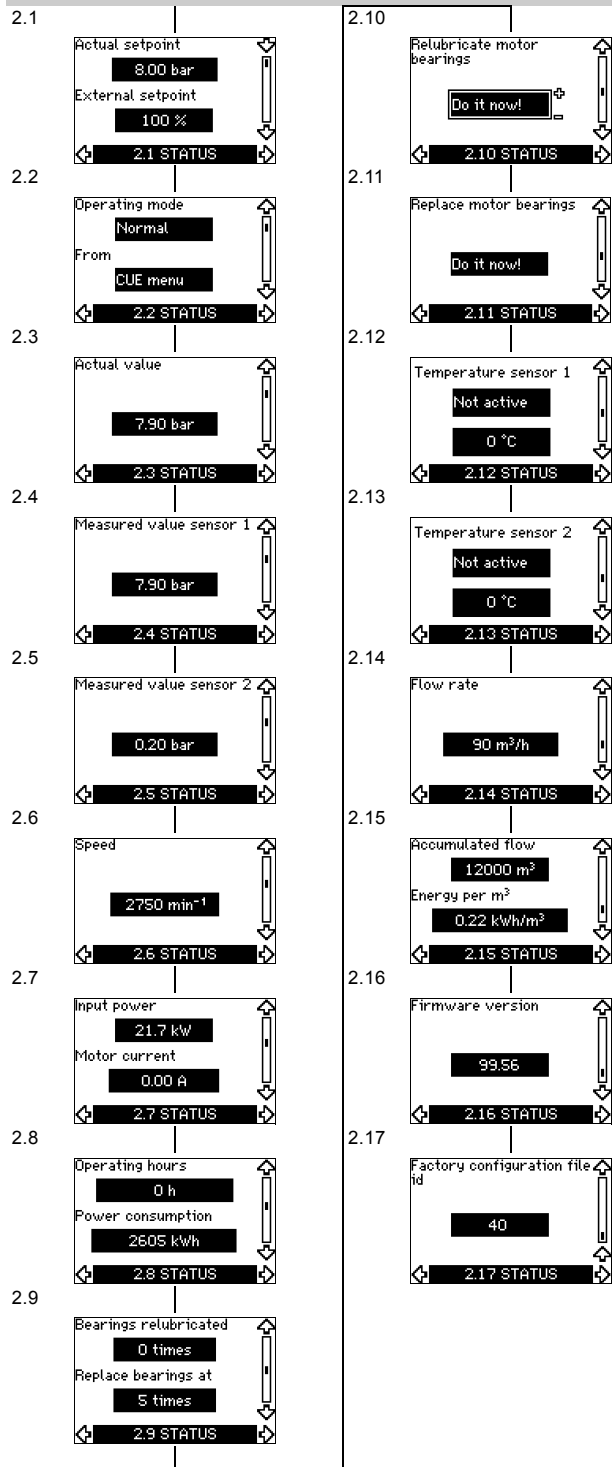 2.1
Actual setpoint
8.00 bar
External setpoint
100 %
2.1 STATUS
2.2
Operating mode
Normal
From
CUE menu
2.2 STATUS
2.3
Actual value
7.90 bar
2.3 STATUS
2.4
Measured value sensor 1
7.90 bar
2.4 STATUS
2.5
Measured value sensor 2
0.20 bar
2.5 STATUS
2.6
Speed
2750 min⁻¹
2.6 STATUS
2.7
Input power
21.7 kW
Motor current
0.00 A
2.7 STATUS
2.8
Operating hours
0 h
Power consumption
2605 kWh
2.8 STATUS
2.9
Bearings relubricated
0 times
Replace bearings at
5 times
2.9 STATUS
2.10
Relubricate motor
bearings
Do it now!
2.10 STATUS
2.11
Replace motor bearings
Do it now!
2.11 STATUS
2.12
Temperature sensor 1
Not active
0 °C
2.12 STATUS
2.13
Temperature sensor 2
Not active
0 °C
2.13 STATUS
2.14
Flow rate
90 m³/h
2.14 STATUS
2.15
Accumulated flow
12000 m³
Energy per m³
0.22 kWh/m³
2.15 STATUS
2.16
Firmware version
99.56
2.16 STATUS
2.17
Factory configuration file
id
40
2.17 STATUS